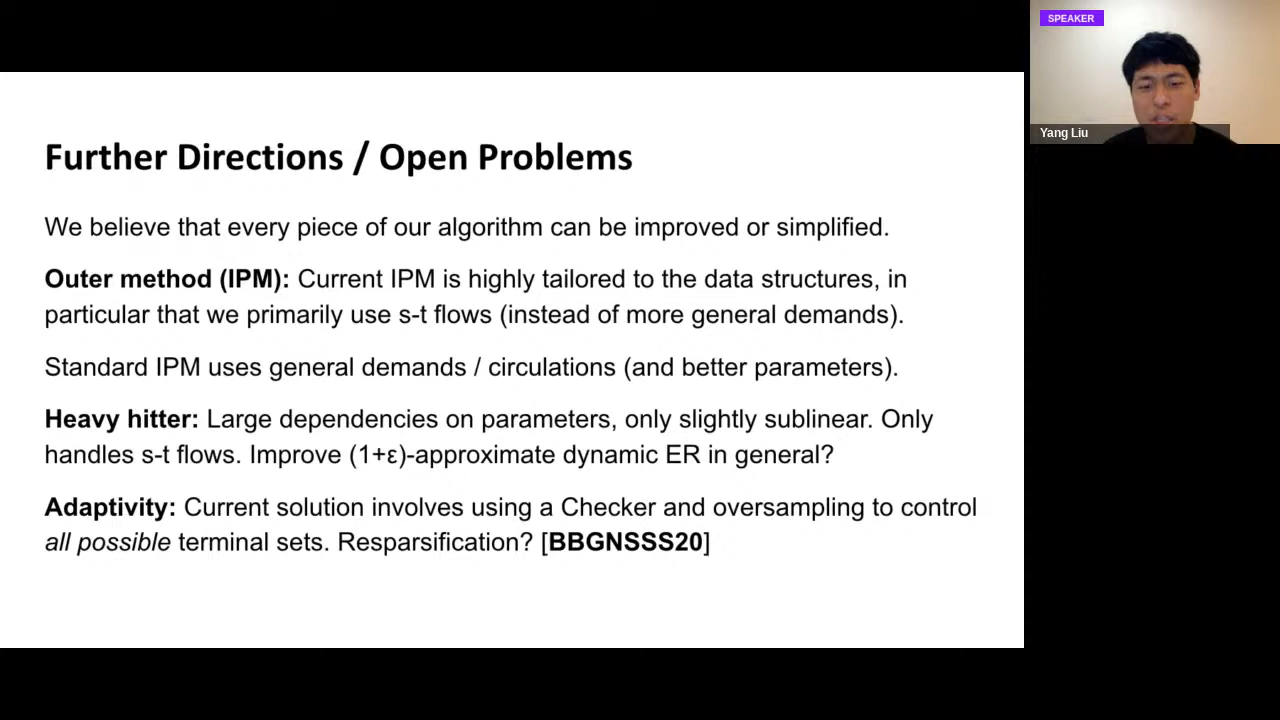 SPEAKER
Yang Liu
Further Directions / Open Problems
We believe that every piece of our algorithm can be improved or simplified.
Outer method (IPM): Current IPM is highly tailored to the data structures, in
particular that we primarily use s-t flows (instead of more general demands).
Standard IPM uses general demands / circulations (and better parameters).
Heavy hitter: Large dependencies on parameters, only slightly sublinear. Only
handles s-t flows. Improve (1+ε)-approximate dynamic ER in general?
Adaptivity: Current solution involves using a Checker and oversampling to control
all possible terminal sets. Resparsification? [BBGNSSS20]